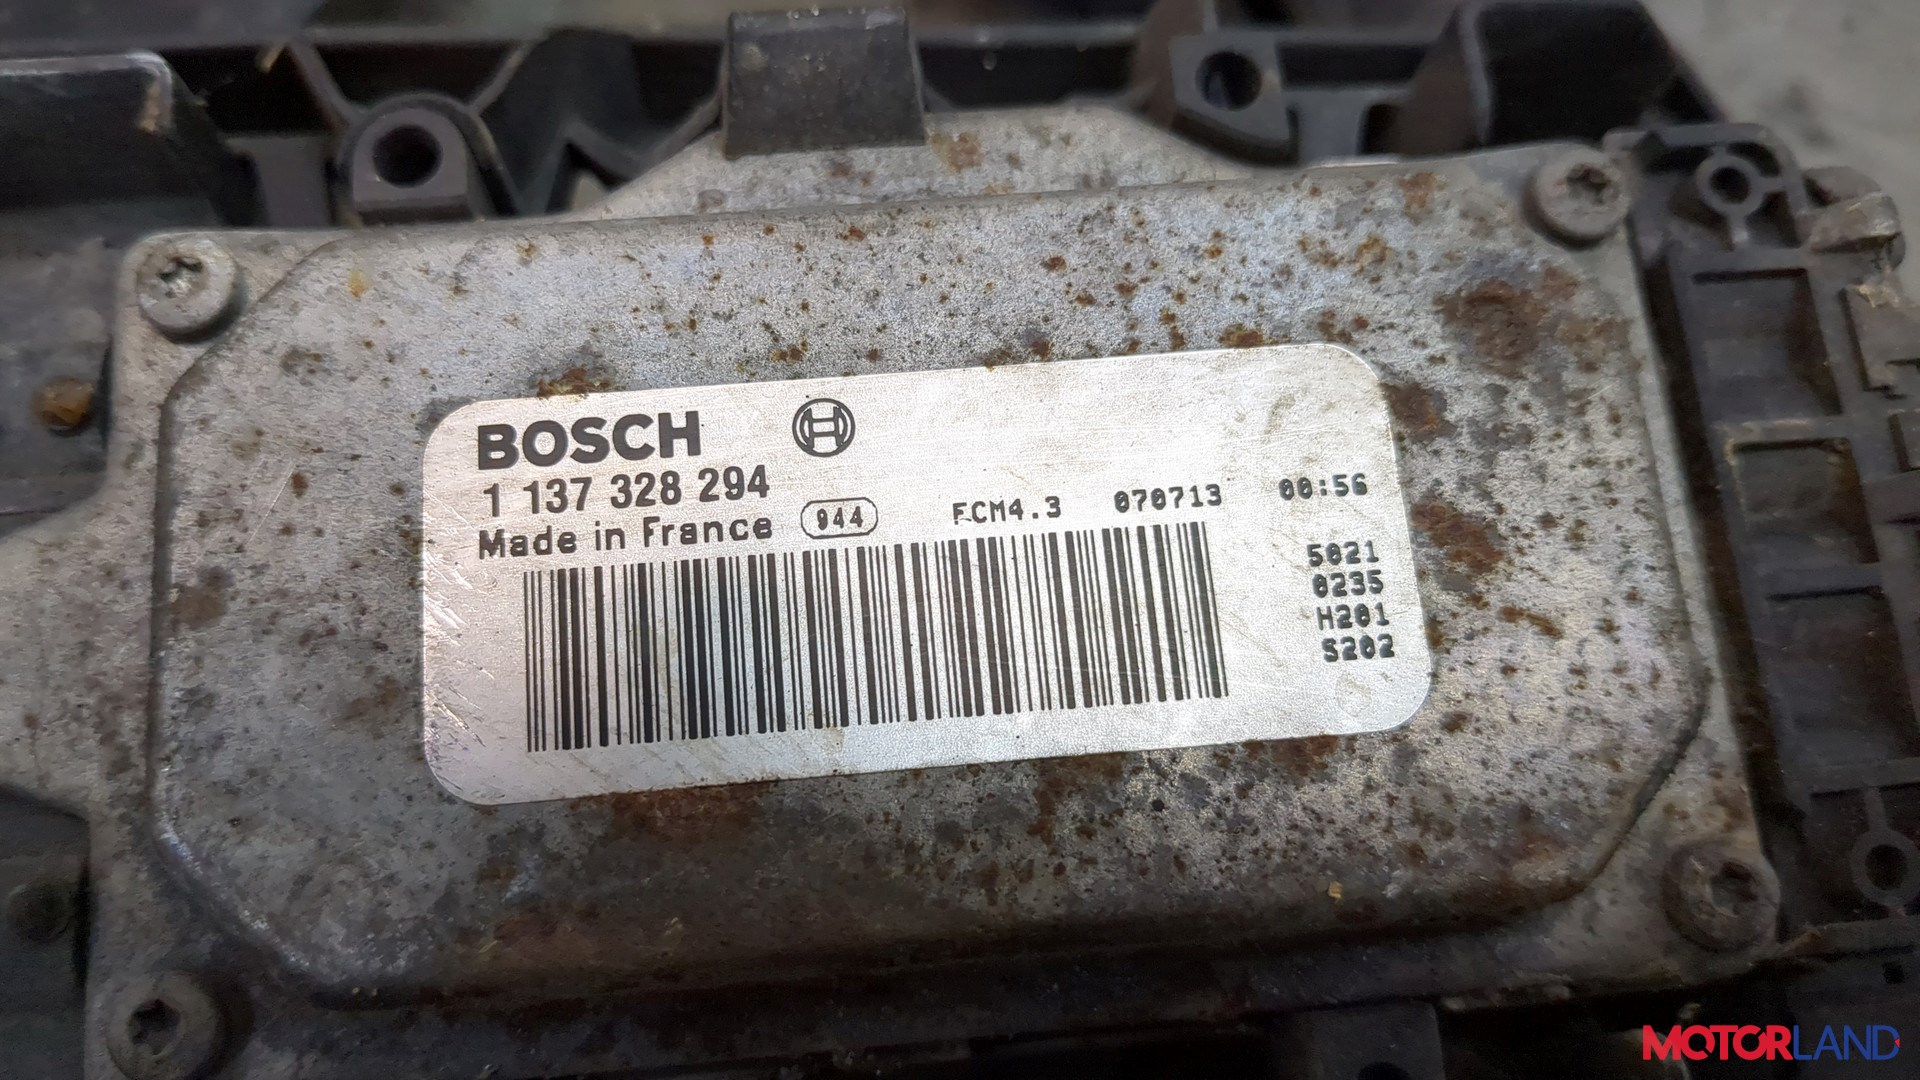 BOSCH
1 137 328 294
Made in France 944 FCM4.3 070713 00:56
5021
0235
H201
S202
MOTORLAND